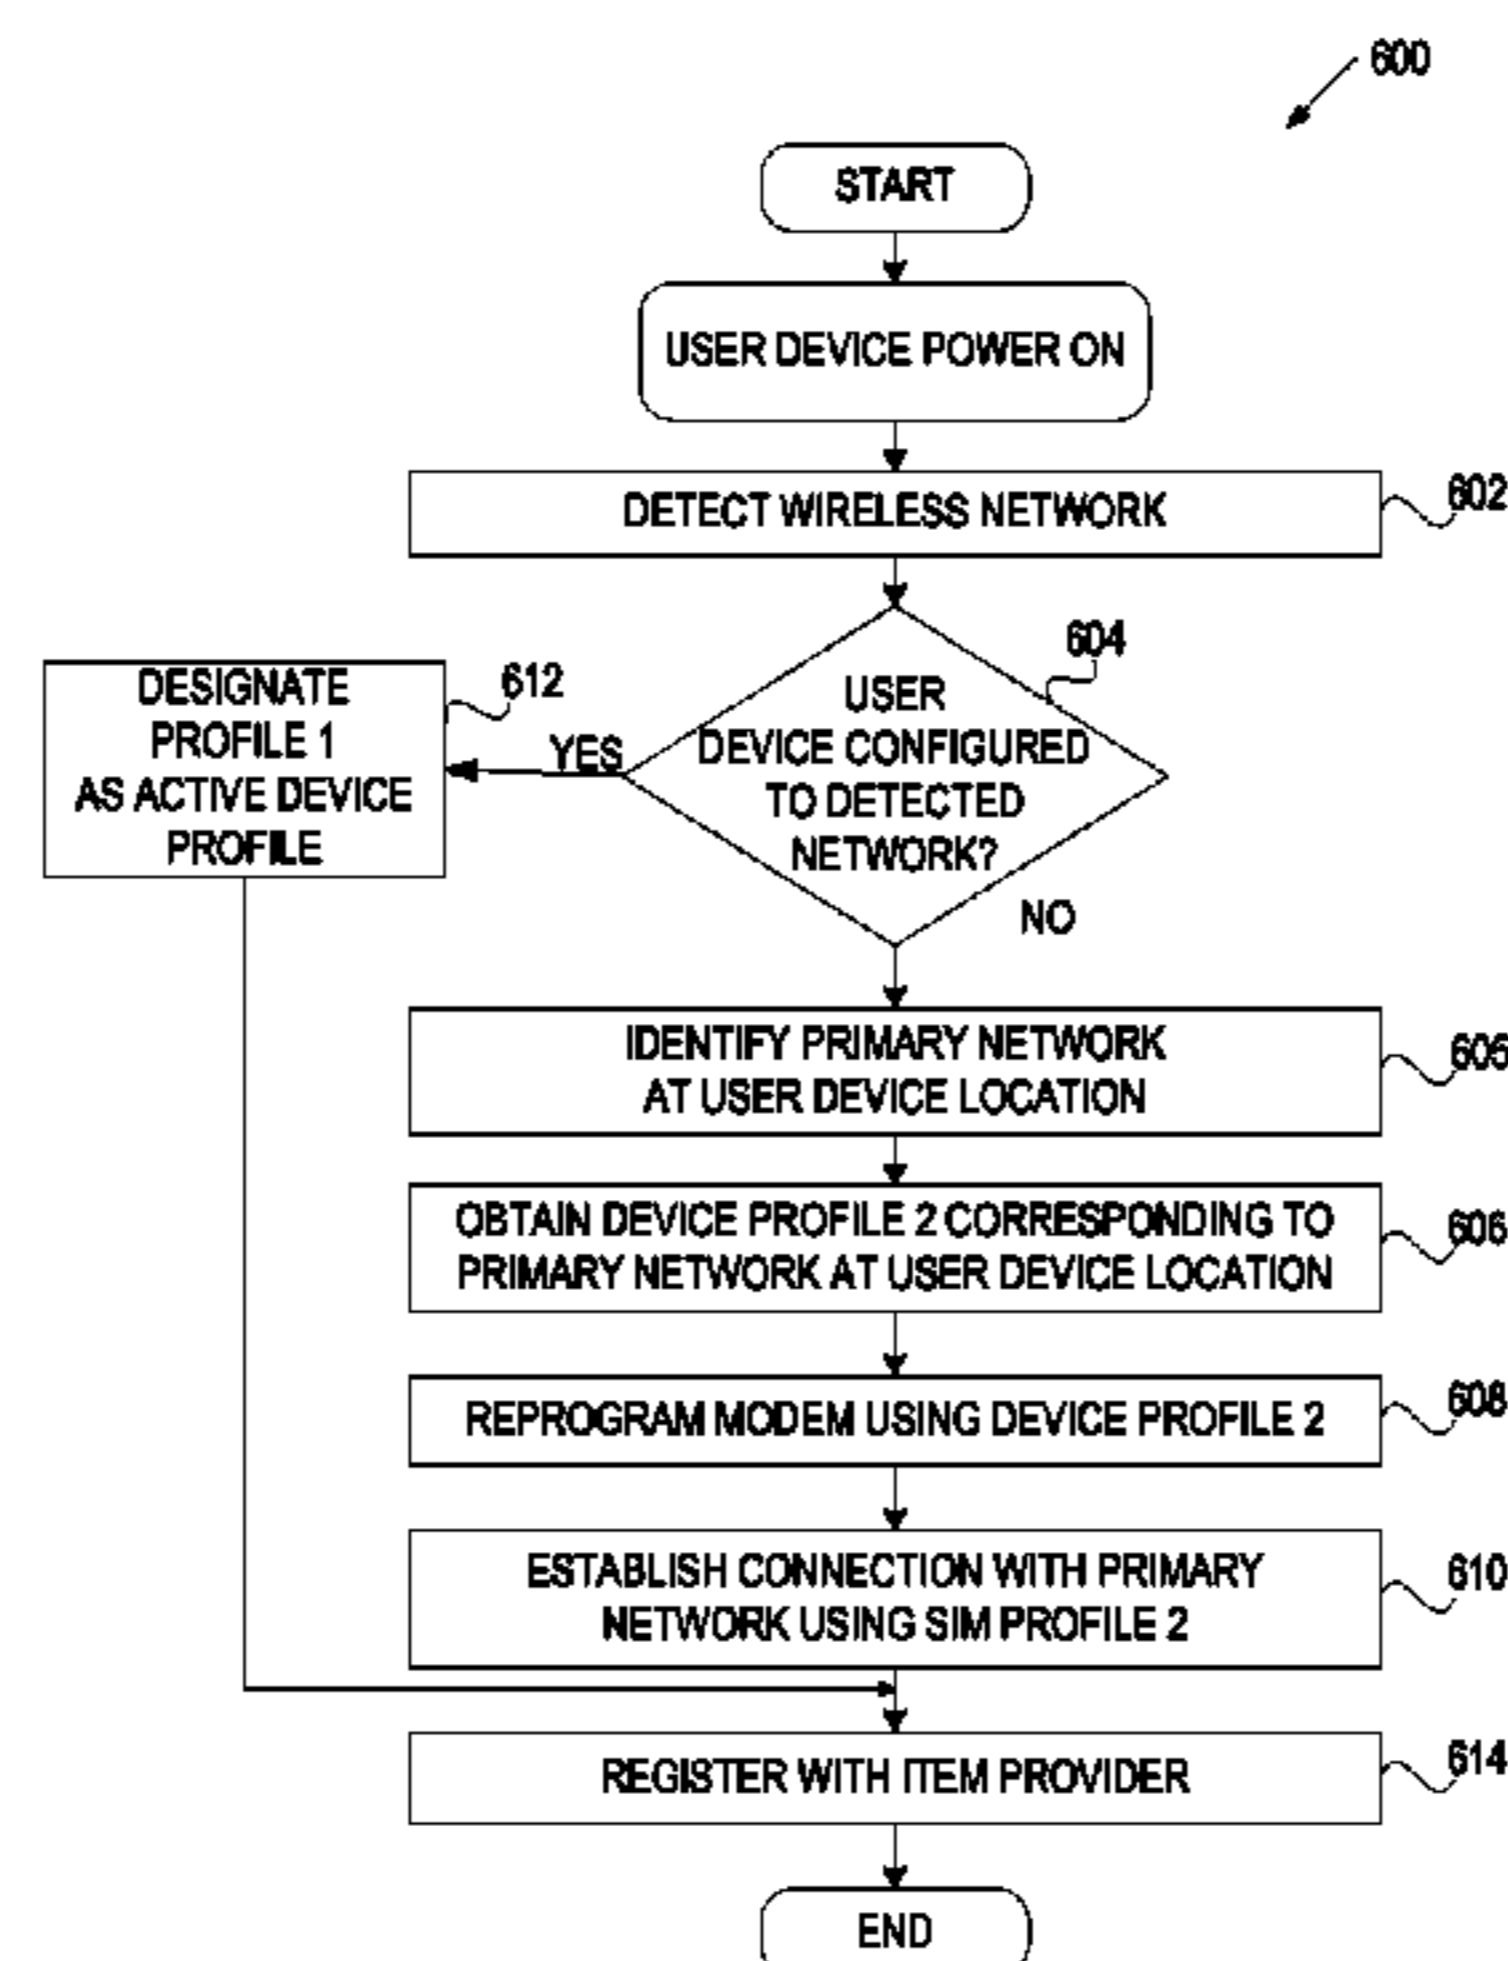 600
START
USER DEVICE POWER ON
DETECT WIRELESS NETWORK
602
604
USER
DEVICE CONFIGURED
TO DETECTED
NETWORK?
YES
NO
612
DESIGNATE
PROFILE 1
AS ACTIVE DEVICE
PROFILE
IDENTIFY PRIMARY NETWORK
AT USER DEVICE LOCATION
605
OBTAIN DEVICE PROFILE 2 CORRESPONDING TO
PRIMARY NETWORK AT USER DEVICE LOCATION
606
REPROGRAM MODEM USING DEVICE PROFILE 2
608
ESTABLISH CONNECTION WITH PRIMARY
NETWORK USING SIM PROFILE 2
610
REGISTER WITH ITEM PROVIDER
614
END